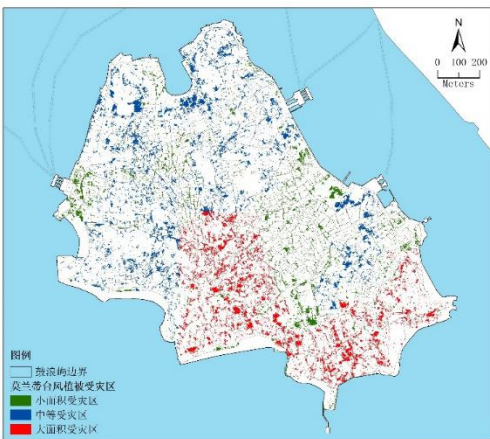 N
0 100 200
Meters
图例
鼓浪屿边界
莫兰蒂台风植被受灾区
小面积受灾区
中等受灾区
大面积受灾区